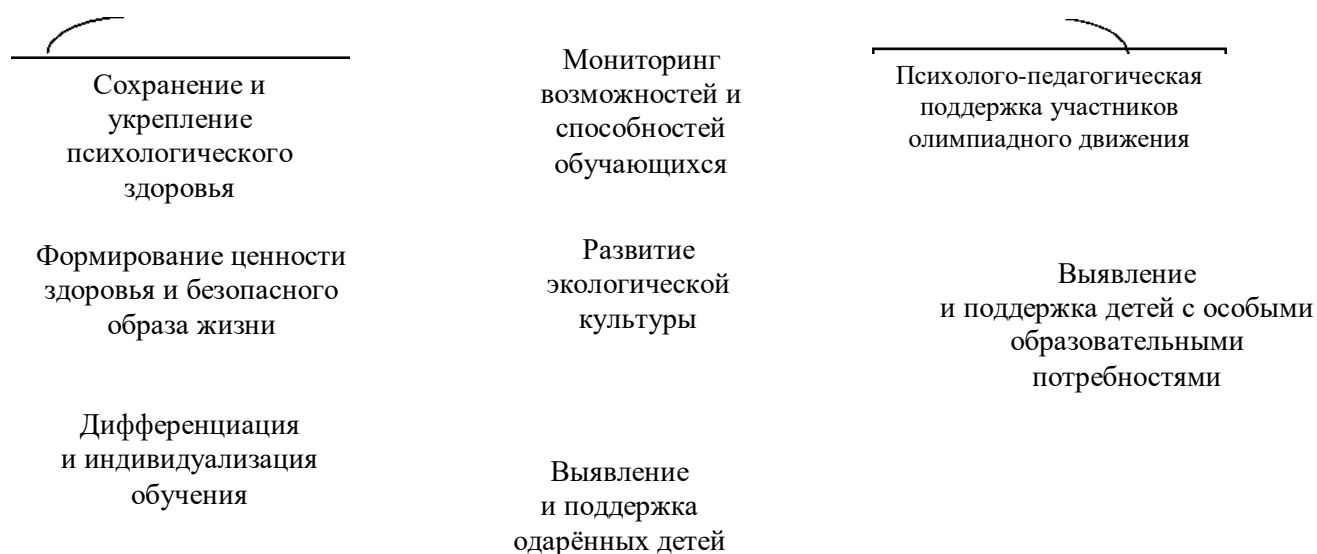 Сохранение и
укрепление
психологического
здоровья
Мониторинг
возможностей и
способностей
обучающихся
Психолого-педагогическая
поддержка участников
олимпиадного движения
Формирование ценности
здоровья и безопасного
образа жизни
Развитие
экологической
культуры
Выявление
и поддержка детей с особыми
образовательными
потребностями
Дифференциация
и индивидуализация
обучения
Выявление
и поддержка
одарённых детей